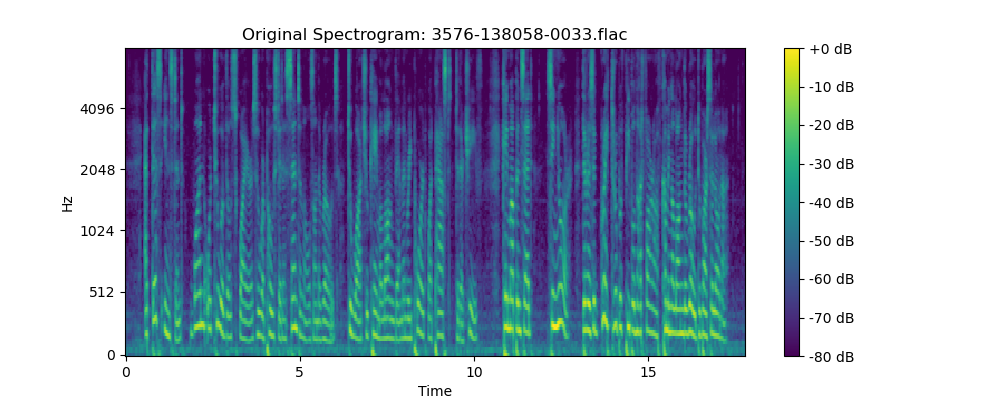 Original Spectrogram: 3576-138058-0033.flac
Hz
4096
2048
1024
512
0
0 5 10 15
Time
+0 dB
-10 dB
-20 dB
-30 dB
-40 dB
-50 dB
-60 dB
-70 dB
-80 dB